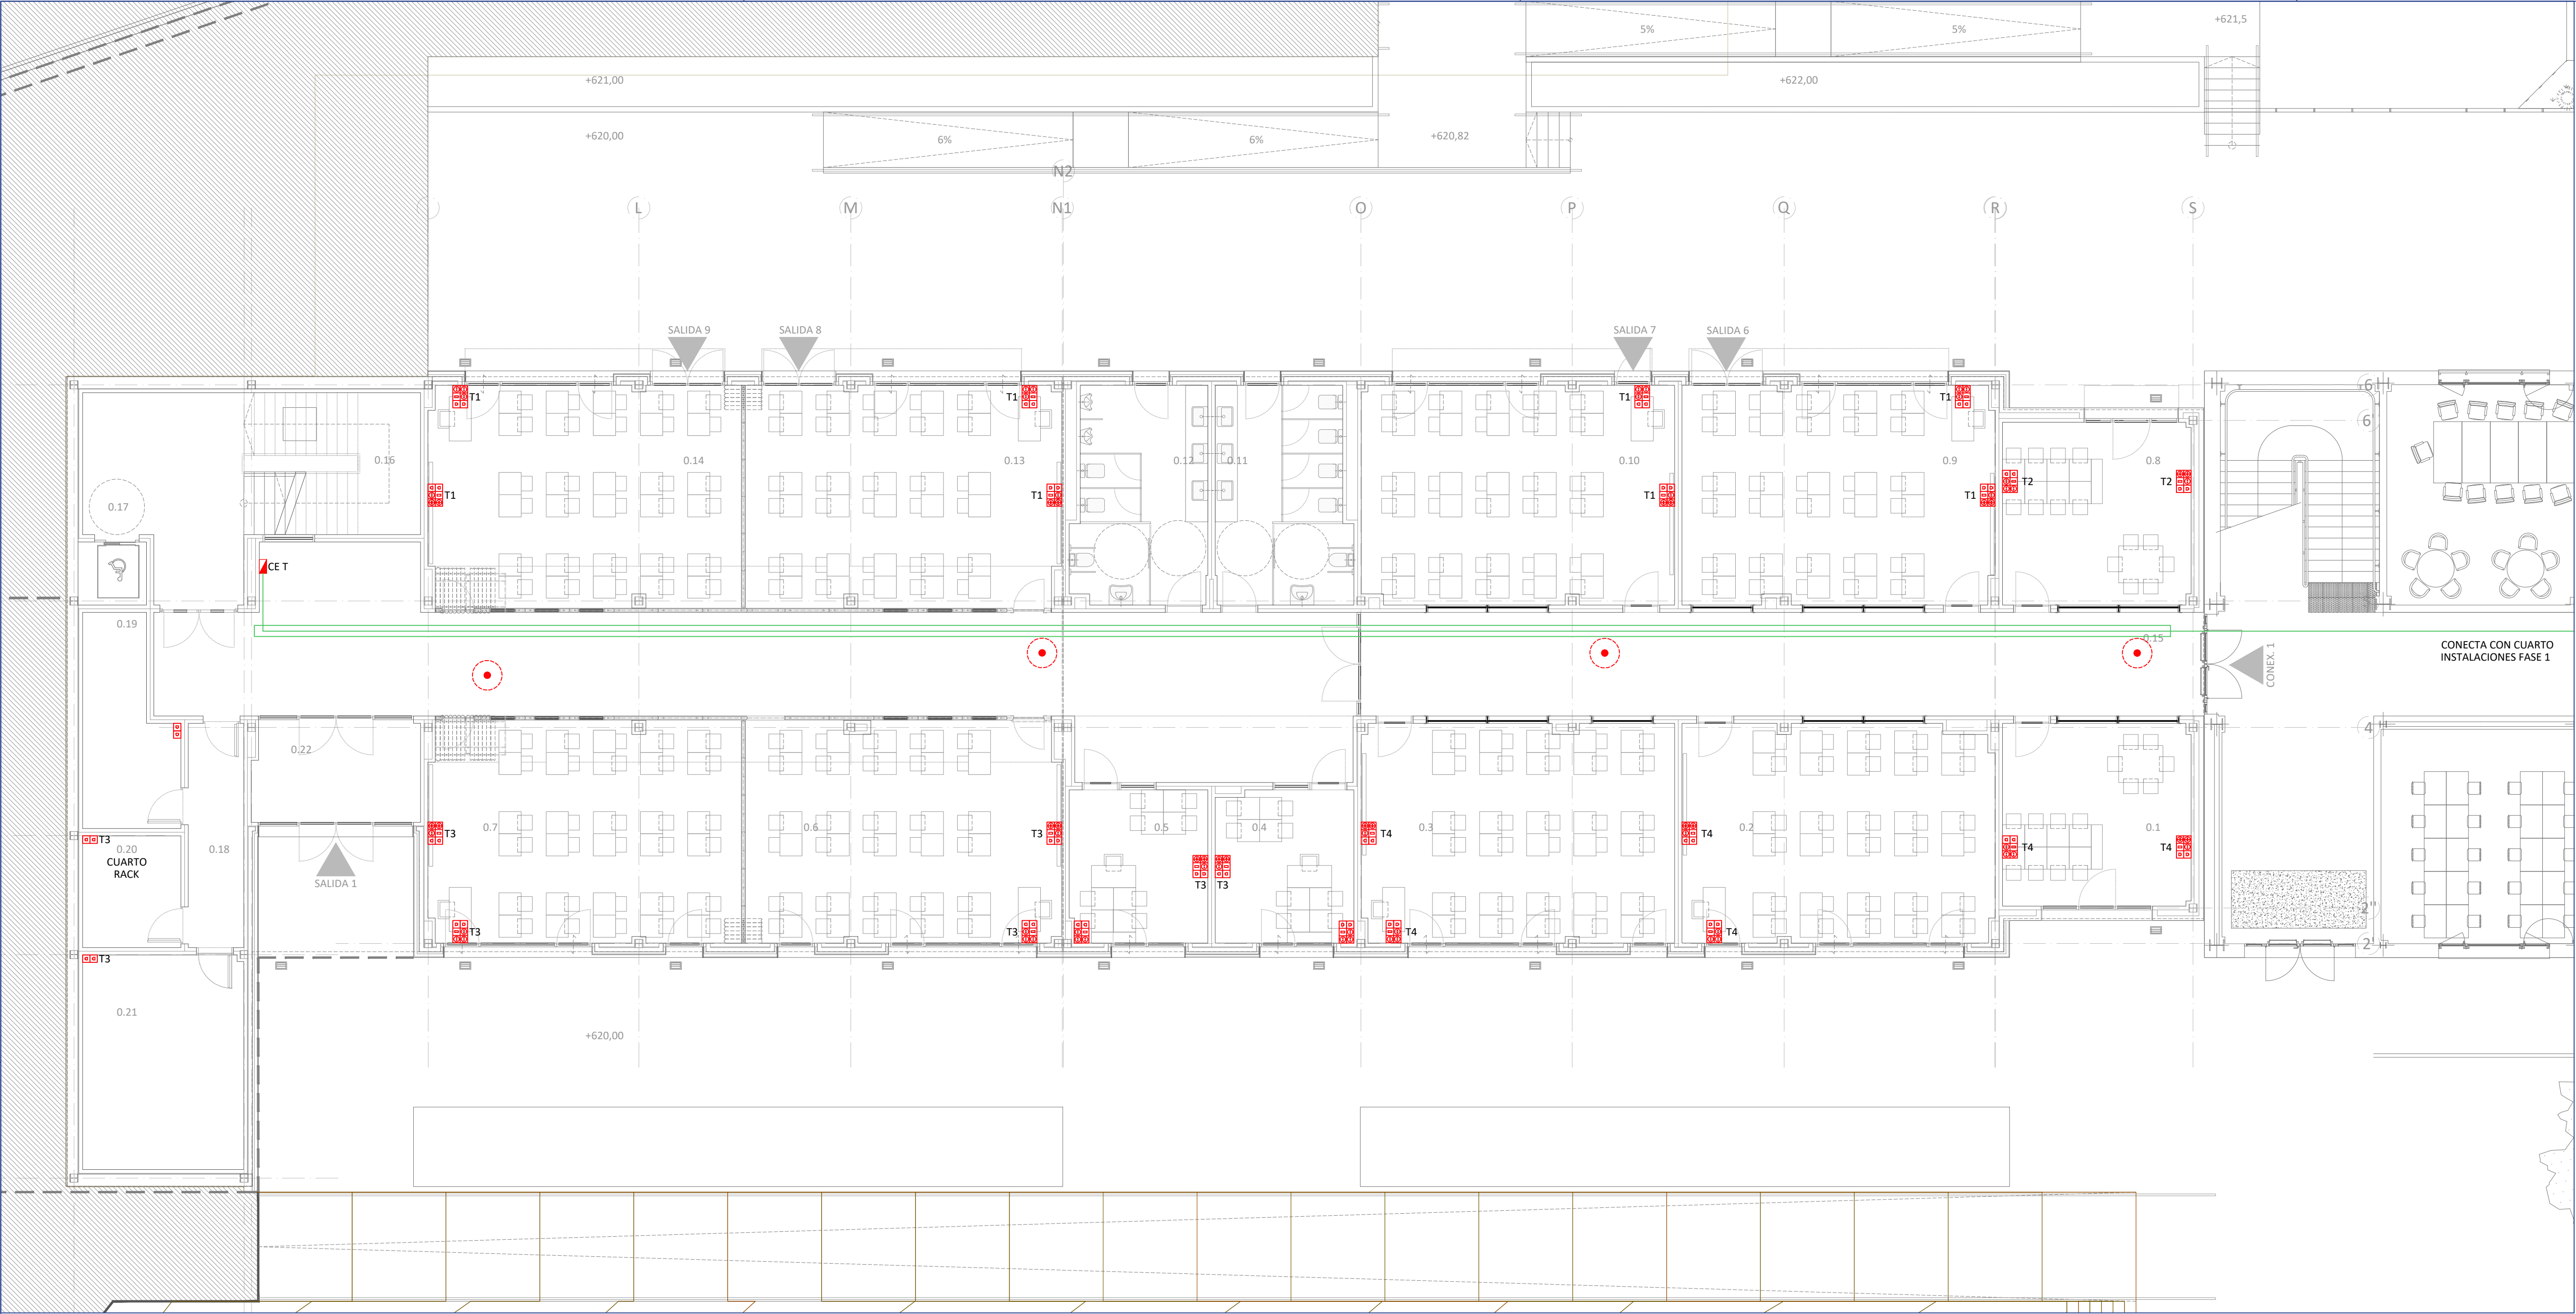 +621,5
5%
5%
+621,00
+622,00
+620,00
6%
6%
+620,82
N2
L
M
N1
O
P
Q
R
S
SALIDA 9
SALIDA 8
SALIDA 7
SALIDA 6
6
T1
T1
T1
T1
6'
0.16
0.14
0.13
0.12
0.11
0.10
0.9
0.8
T2
T2
T1
T1
T1
T1
0.17
CE T
0.19
0.15
CONECTA CON CUARTO
INSTALACIONES FASE 1
CONEX. 1
4
0.22
0.7
0.6
0.5
0.4
0.3
0.2
0.1
T3
T3
T4
T4
T3
0.20
CUARTO
RACK
0.18
T4
T4
SALIDA 1
T3
T3
2''
T3
T3
T4
T4
2'
T3
0.21
+620,00